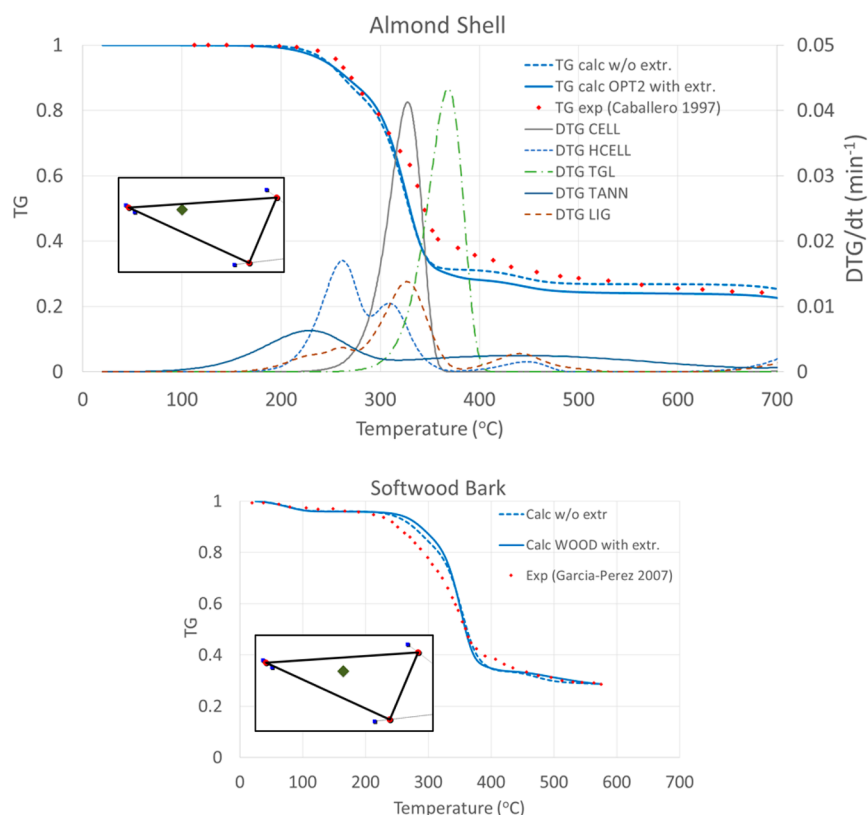 Almond Shell
1
0.8
0.6
0.4
0.2
0
TG
0.05
0.04
0.03
0.02
0.01
0
DTG/dt (min⁻¹)
TG calc w/o extr.
TG calc OPT2 with extr.
TG exp (Caballero 1997)
DTG CELL
DTG HCELL
DTG TGL
DTG TANN
DTG LIG
0 100 200 300 400 500 600 700
Temperature (ᵒC)
Softwood Bark
1
0.8
0.6
0.4
0.2
0
TG
Calc w/o extr
Calc WOOD with extr.
Exp (Garcia-Perez 2007)
0 100 200 300 400 500 600 700
Temperature (ᵒC)